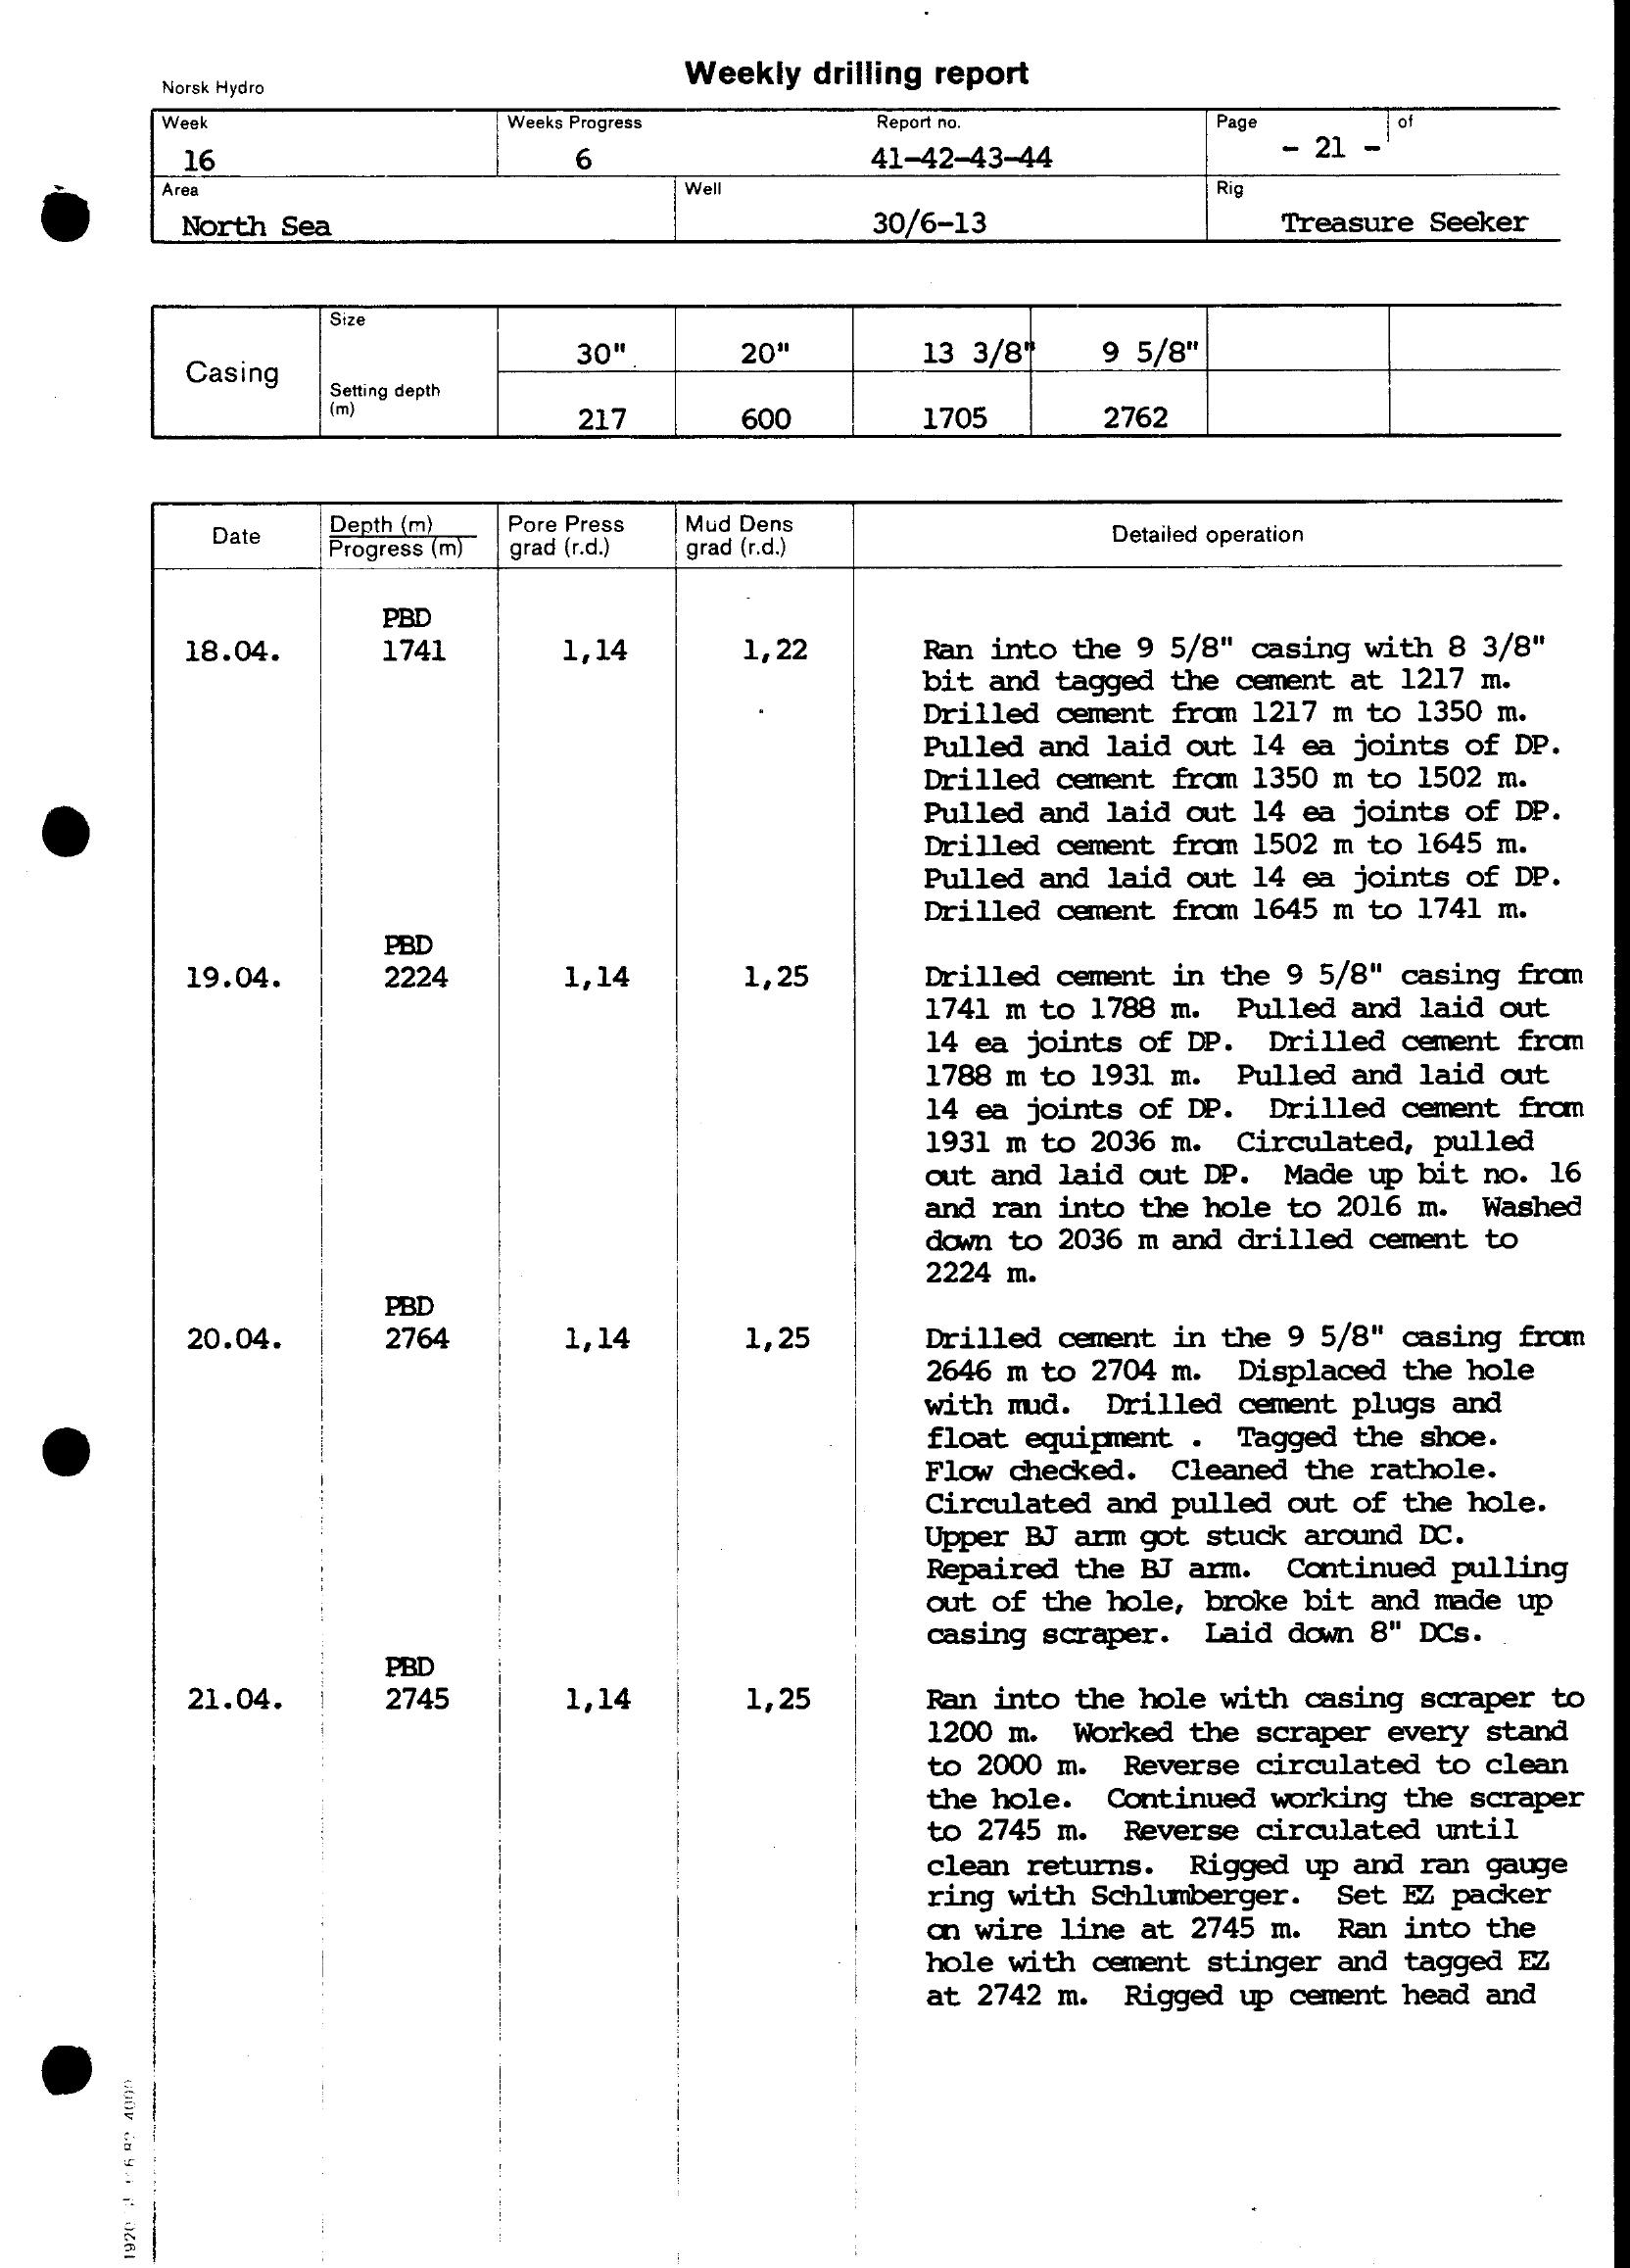 Weekly drilling report
Norsk Hydro
Week Weeks Progress Report no. Page of
16 6 41-42-43-44 - 21 -
Area Well Rig
North Sea 30/6-13 Treasure Seeker
Size
30" 20" 13 3/8" 9 5/8"
Casing
Setting depth
(m)
217 600 1705 2762
Date Depth (m) Pore Press Mud Dens Detailed operation
Progress (m) grad (r.d.) grad (r.d.)
PBD
18.04. 1741 1,14 1,22 Ran into the 9 5/8" casing with 8 3/8"
bit and tagged the cement at 1217 m.
Drilled cement from 1217 m to 1350 m.
Pulled and laid out 14 ea joints of DP.
Drilled cement from 1350 m to 1502 m.
Pulled and laid out 14 ea joints of DP.
Drilled cement from 1502 m to 1645 m.
Pulled and laid out 14 ea joints of DP.
Drilled cement from 1645 m to 1741 m.
PBD
19.04. 2224 1,14 1,25 Drilled cement in the 9 5/8" casing from
1741 m to 1788 m. Pulled and laid out
14 ea joints of DP. Drilled cement from
1788 m to 1931 m. Pulled and laid out
14 ea joints of DP. Drilled cement from
1931 m to 2036 m. Circulated, pulled
out and laid out DP. Made up bit no. 16
and ran into the hole to 2016 m. Washed
down to 2036 m and drilled cement to
2224 m.
PBD
20.04. 2764 1,14 1,25 Drilled cement in the 9 5/8" casing from
2646 m to 2704 m. Displaced the hole
with mud. Drilled cement plugs and
float equipment . Tagged the shoe.
Flow checked. Cleaned the rathole.
Circulated and pulled out of the hole.
Upper BJ arm got stuck around DC.
Repaired the BJ arm. Continued pulling
out of the hole, broke bit and made up
casing scraper. Laid down 8" DCs.
PBD
21.04. 2745 1,14 1,25 Ran into the hole with casing scraper to
1200 m. Worked the scraper every stand
to 2000 m. Reverse circulated to clean
the hole. Continued working the scraper
to 2745 m. Reverse circulated until
clean returns. Rigged up and ran gauge
ring with Schlumberger. Set EZ packer
on wire line at 2745 m. Ran into the
hole with cement stinger and tagged EZ
at 2742 m. Rigged up cement head and